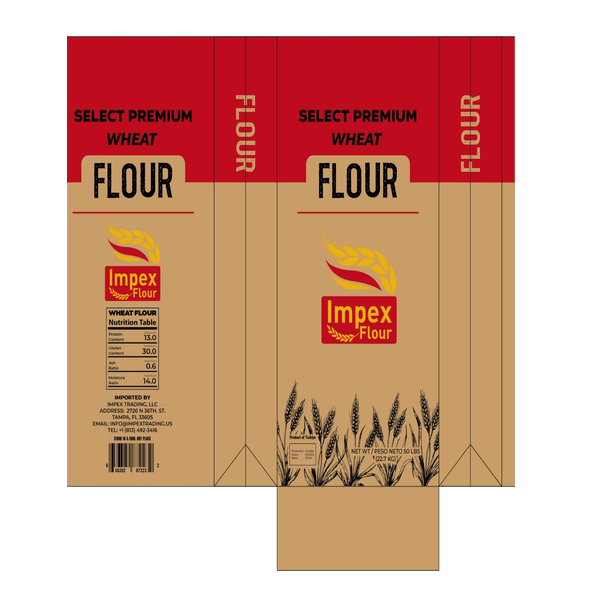 SELECT PREMIUM
WHEAT
FLOUR
Impex
Flour
WHEAT FLOUR
Nutrition Table
Protein
Content
13.0
Gluten
Content
30.0
Ash
Ratio
0.6
Moisture
Ratio
14.0
IMPORTED BY
IMPEX TRADING, LLC
ADDRESS: 2720 N 36TH. ST.
TAMPA, FL 33605
EMAIL: INFO@IMPEXTRADING.US
TEL: +1 (813) 492-3416
STORE IN A COOL DRY PLACE
FLOUR
SELECT PREMIUM
WHEAT
FLOUR
Impex
Flour
Product of Türkiye
NET WT / PESO NETO 50 LBS
(22.7 KG)
FLOUR